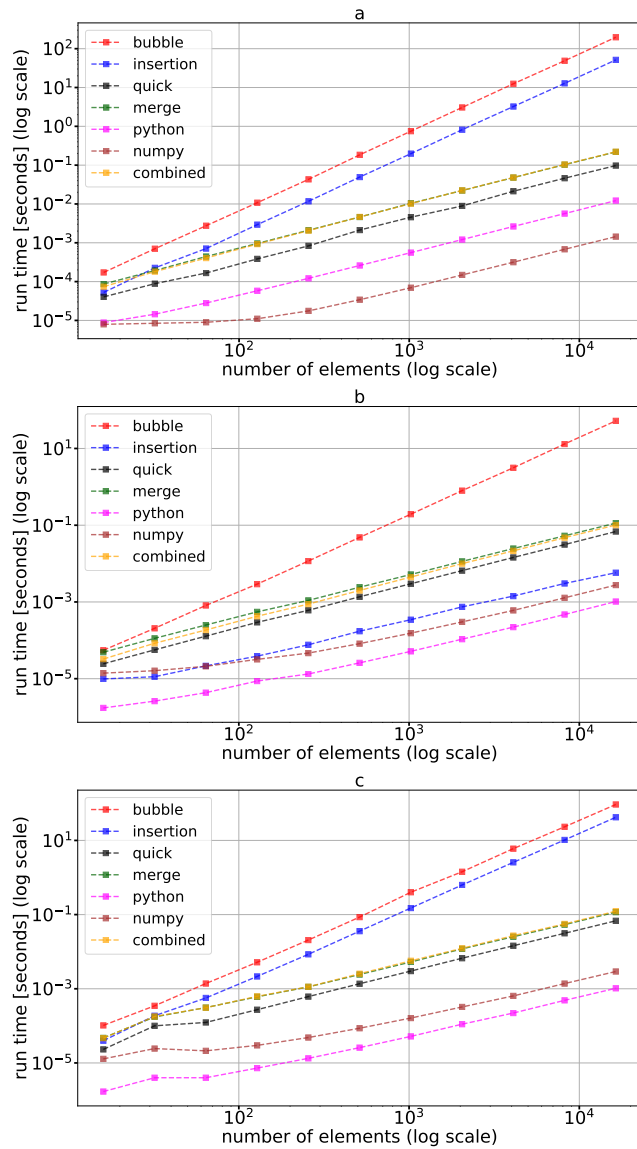 a
run time [seconds] (log scale)
10²
10¹
10⁰
10⁻¹
10⁻²
10⁻³
10⁻⁴
10⁻⁵
bubble
insertion
quick
merge
python
numpy
combined
10²
10³
10⁴
number of elements (log scale)
b
run time [seconds] (log scale)
10¹
10⁻¹
10⁻³
10⁻⁵
bubble
insertion
quick
merge
python
numpy
combined
10²
10³
10⁴
number of elements (log scale)
c
run time [seconds] (log scale)
10¹
10⁻¹
10⁻³
10⁻⁵
bubble
insertion
quick
merge
python
numpy
combined
10²
10³
10⁴
number of elements (log scale)